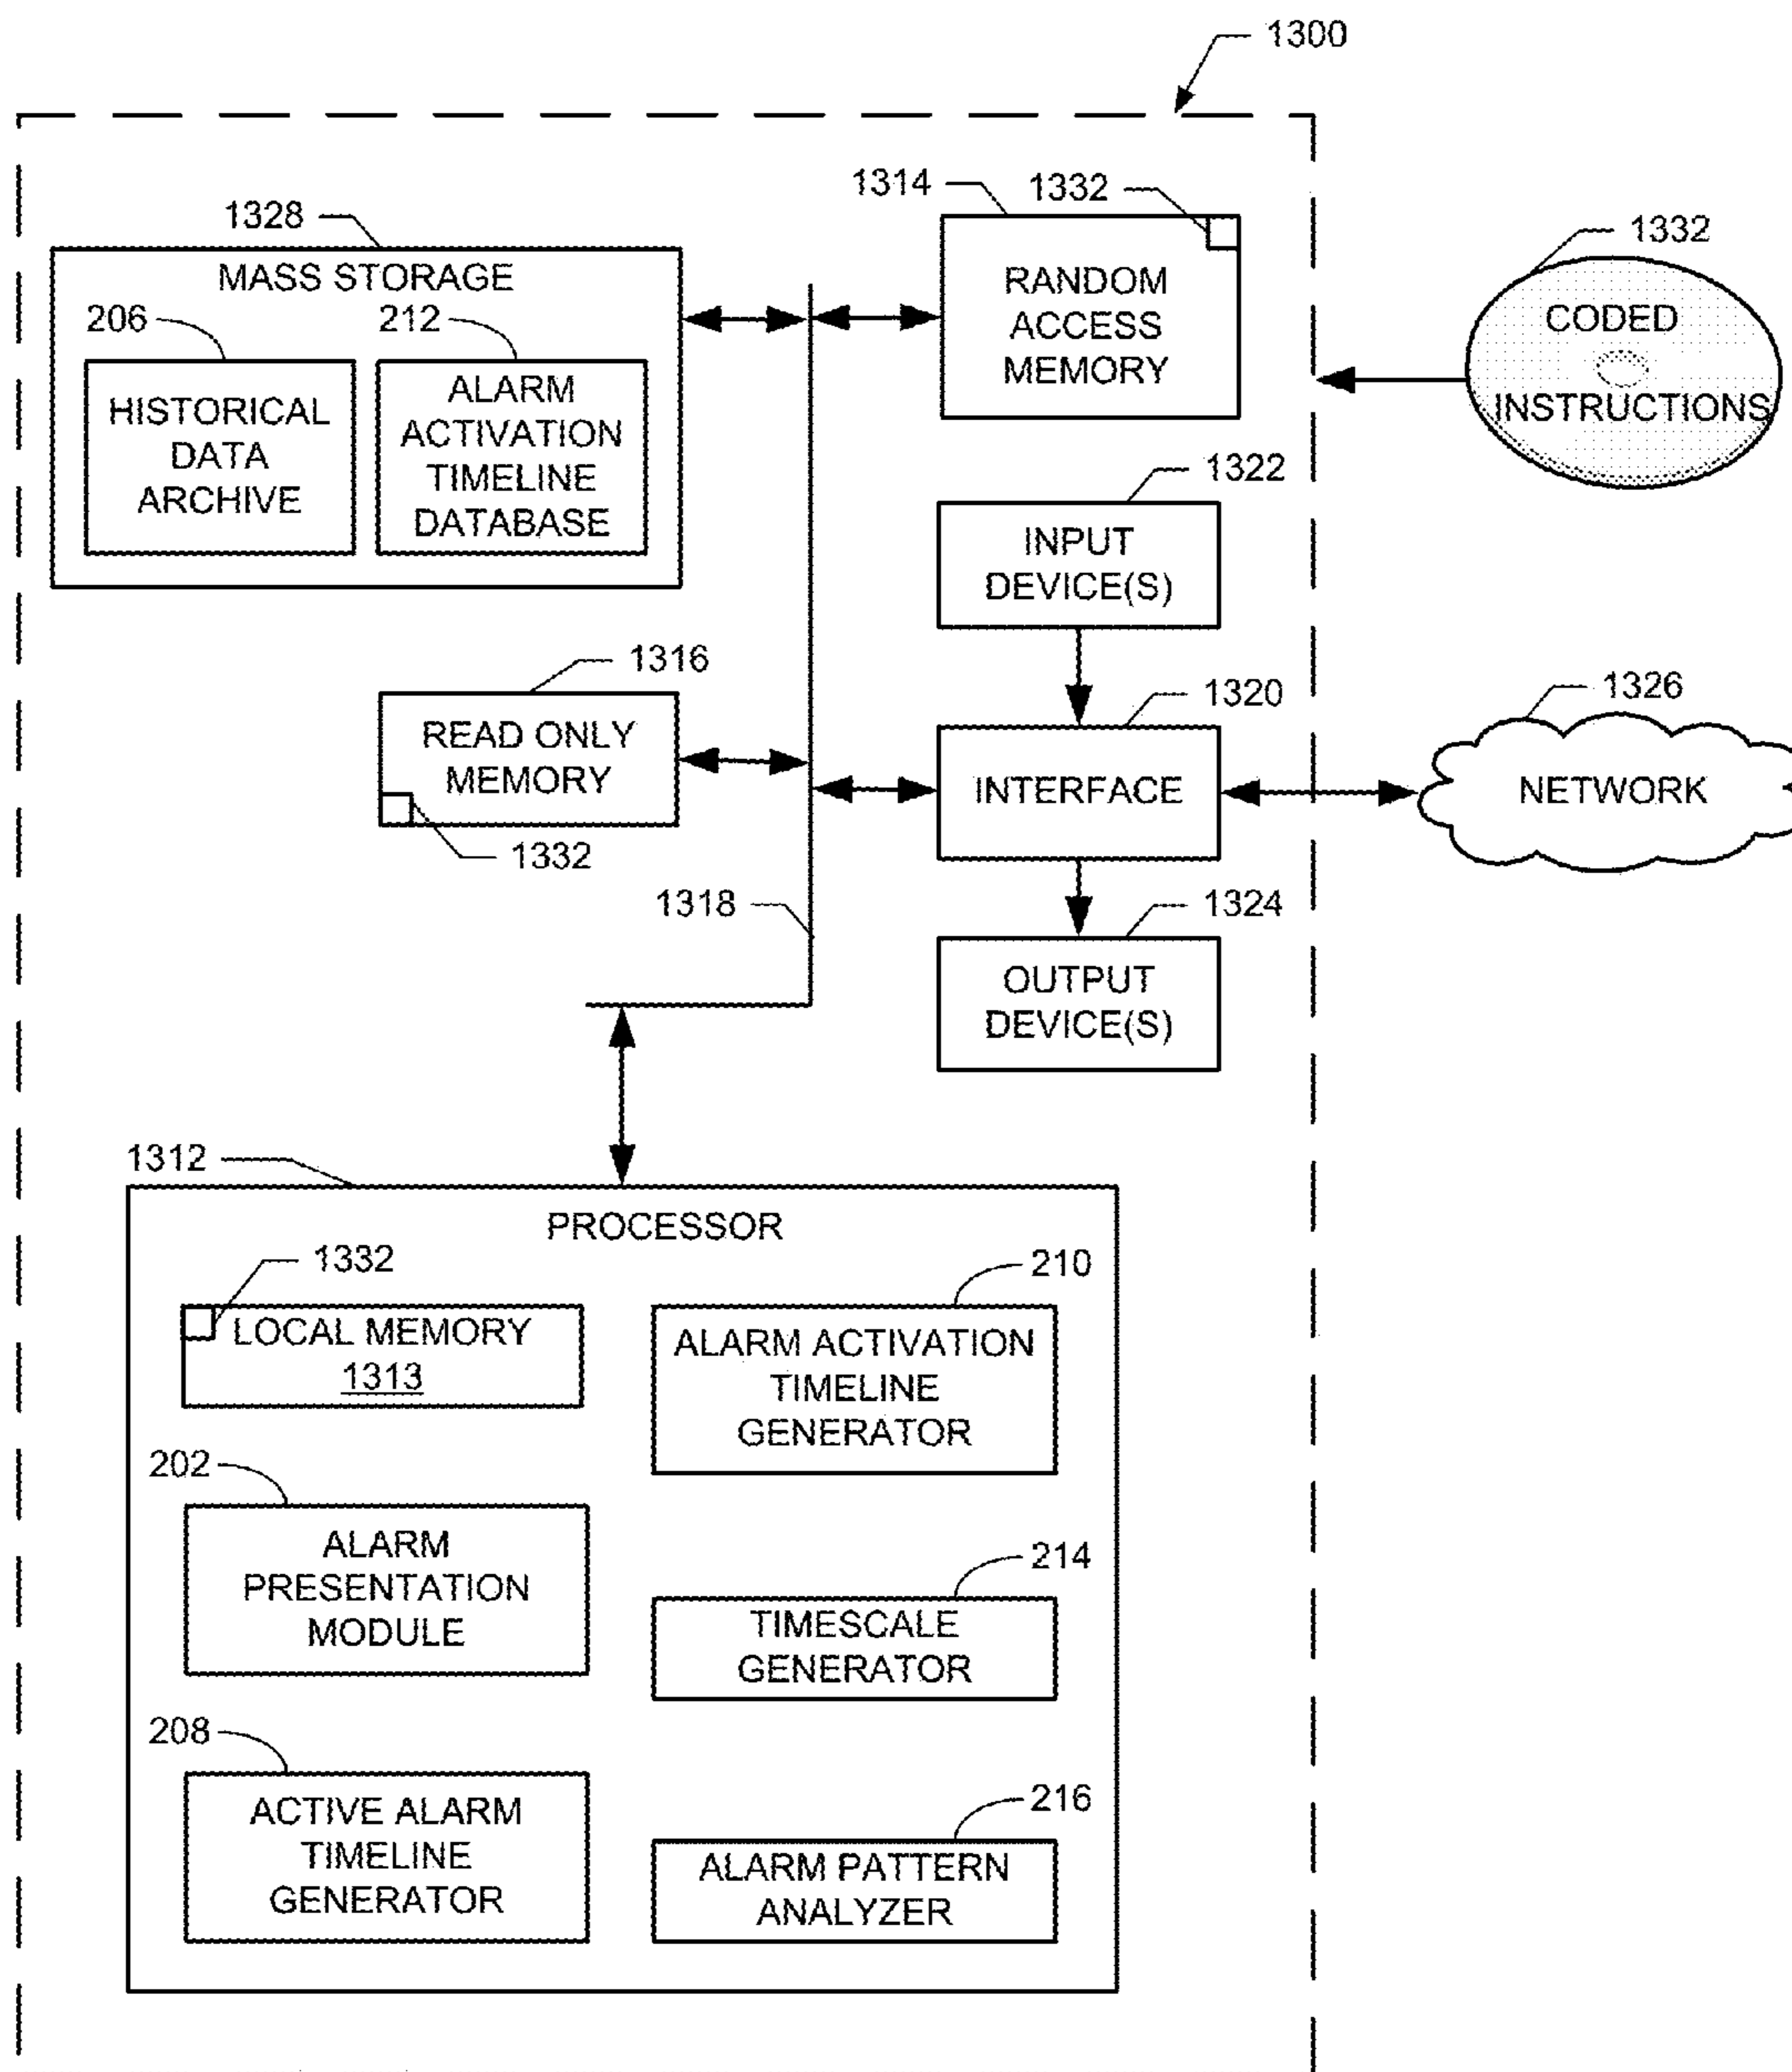 1300
1328
MASS STORAGE
206
212
HISTORICAL
DATA
ARCHIVE
ALARM
ACTIVATION
TIMELINE
DATABASE
1314
1332
RANDOM
ACCESS
MEMORY
1332
CODED
INSTRUCTIONS
1322
INPUT
DEVICE(S)
1316
READ ONLY
MEMORY
1332
1320
INTERFACE
1326
NETWORK
1318
1324
OUTPUT
DEVICE(S)
1312
PROCESSOR
1332
LOCAL MEMORY
1313
210
ALARM ACTIVATION
TIMELINE
GENERATOR
202
ALARM
PRESENTATION
MODULE
214
TIMESCALE
GENERATOR
208
ACTIVE ALARM
TIMELINE
GENERATOR
216
ALARM PATTERN
ANALYZER